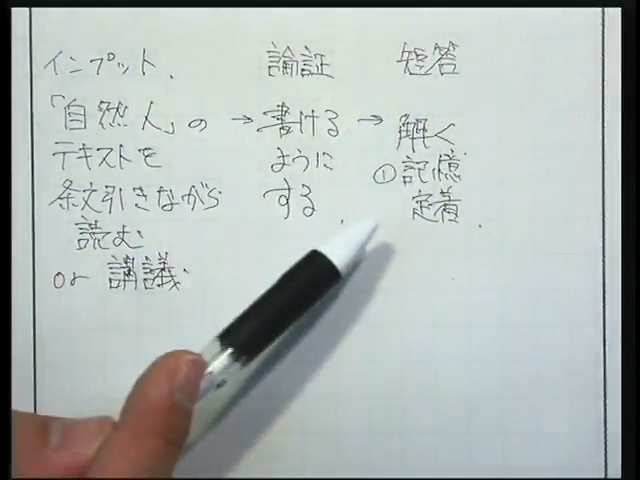 インプット.
「自然人」の
テキストを
条文引きながら
読む
or 講議
→
論証
書ける
ように
する.
→
短答
解く
①記憶
定着.